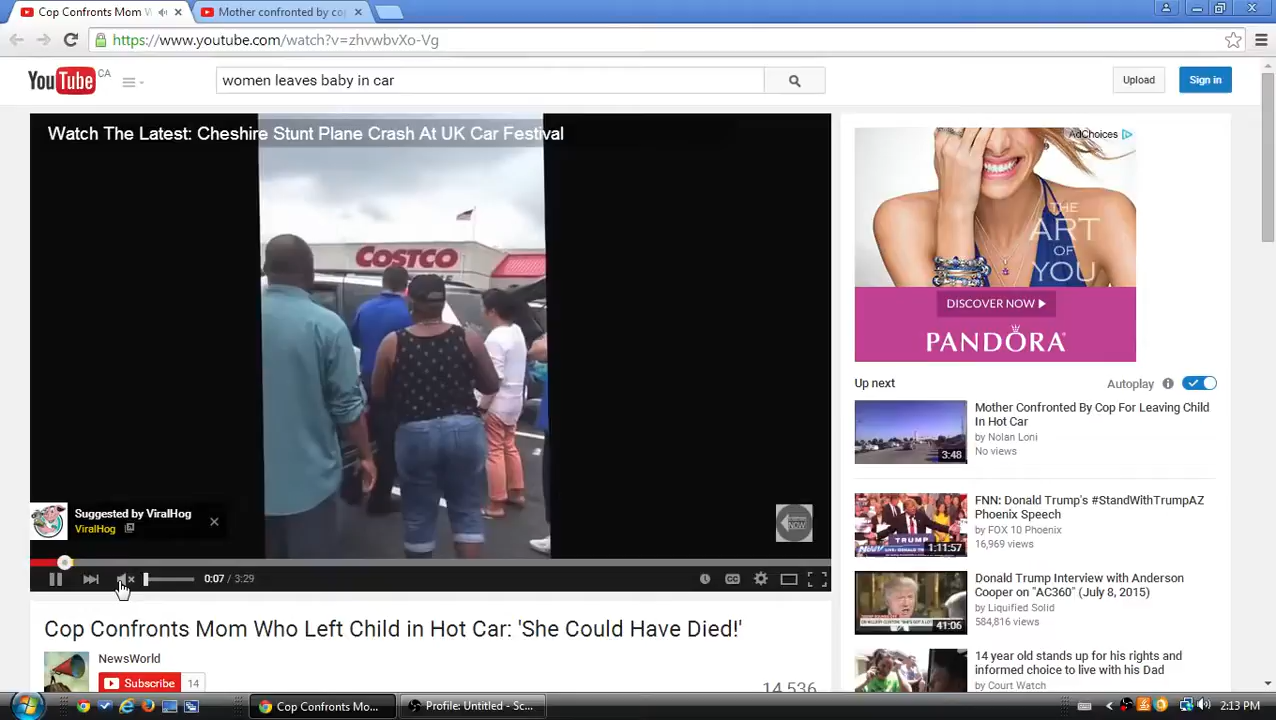 Cop Confronts Mom W
Mother confronted by cop
https://www.youtube.com/watch?v=zhvwbvXo-Vg
YouTube CA
women leaves baby in car
Upload
Sign in
Watch The Latest: Cheshire Stunt Plane Crash At UK Car Festival
COSTCO
Suggested by ViralHog
ViralHog
0:07 / 3:29
CC
Cop Confronts Mom Who Left Child in Hot Car: 'She Could Have Died!'
NewsWorld
Subscribe 14
14,536
AdChoices
THE
ART
OF
YOU
DISCOVER NOW
PANDORA
Up next
Autoplay
Mother Confronted By Cop For Leaving Child
In Hot Car
by Nolan Loni
No views
3:48
FNN: Donald Trump's #StandWithTrumpAZ
Phoenix Speech
by FOX 10 Phoenix
16,969 views
TRUMP
1:11:57
Donald Trump Interview with Anderson
Cooper on "AC360" (July 8, 2015)
by Liquified Solid
584,816 views
41:06
14 year old stands up for his rights and
informed choice to live with his Dad
by Court Watch
Cop Confronts Mo...
Profile: Untitled - Sc...
2:13 PM